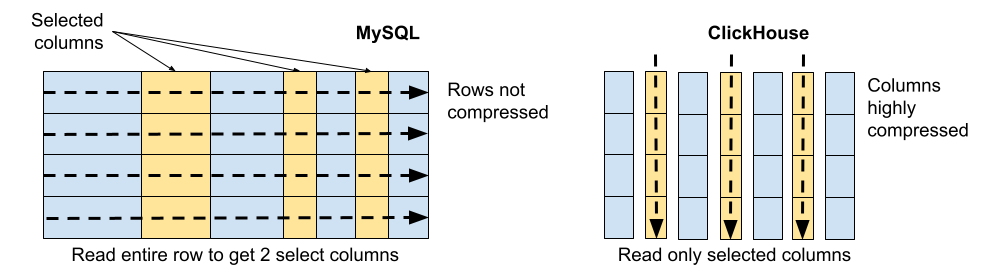 Selected
columns
MySQL
Rows not
compressed
Read entire row to get 2 select columns
ClickHouse
Columns
highly
compressed
Read only selected columns